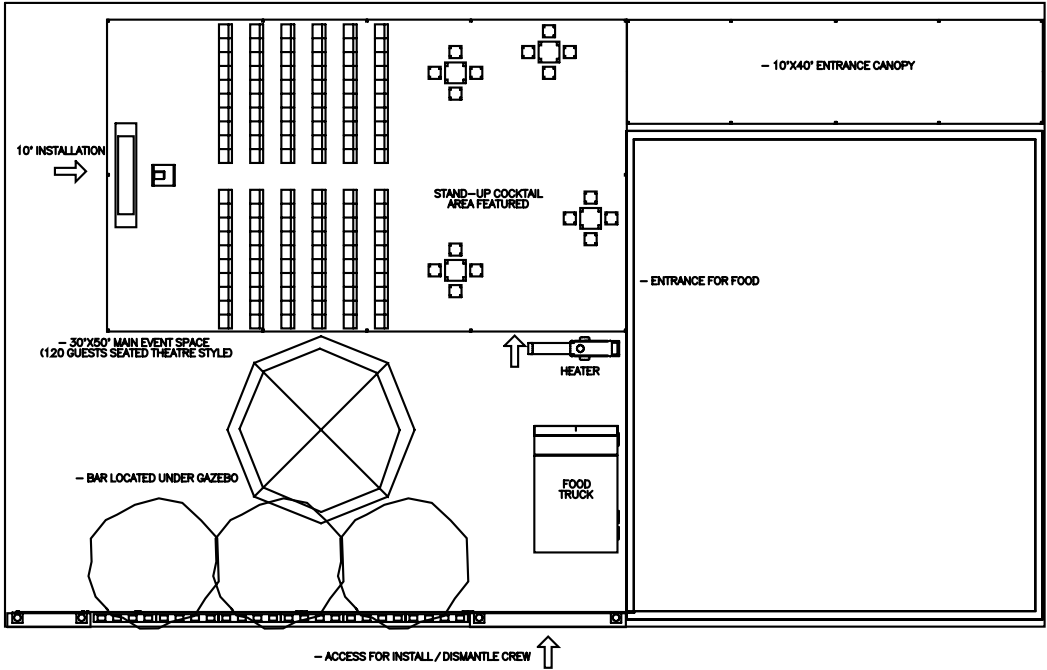 – 10'X40' ENTRANCE CANOPY
10' INSTALLATION
STAND–UP COCKTAIL
AREA FEATURED
– ENTRANCE FOR FOOD
– 30'X50' MAIN EVENT SPACE
(120 GUESTS SEATED THEATRE STYLE)
HEATER
– BAR LOCATED UNDER GAZEBO
FOOD
TRUCK
– ACCESS FOR INSTALL / DISMANTLE CREW